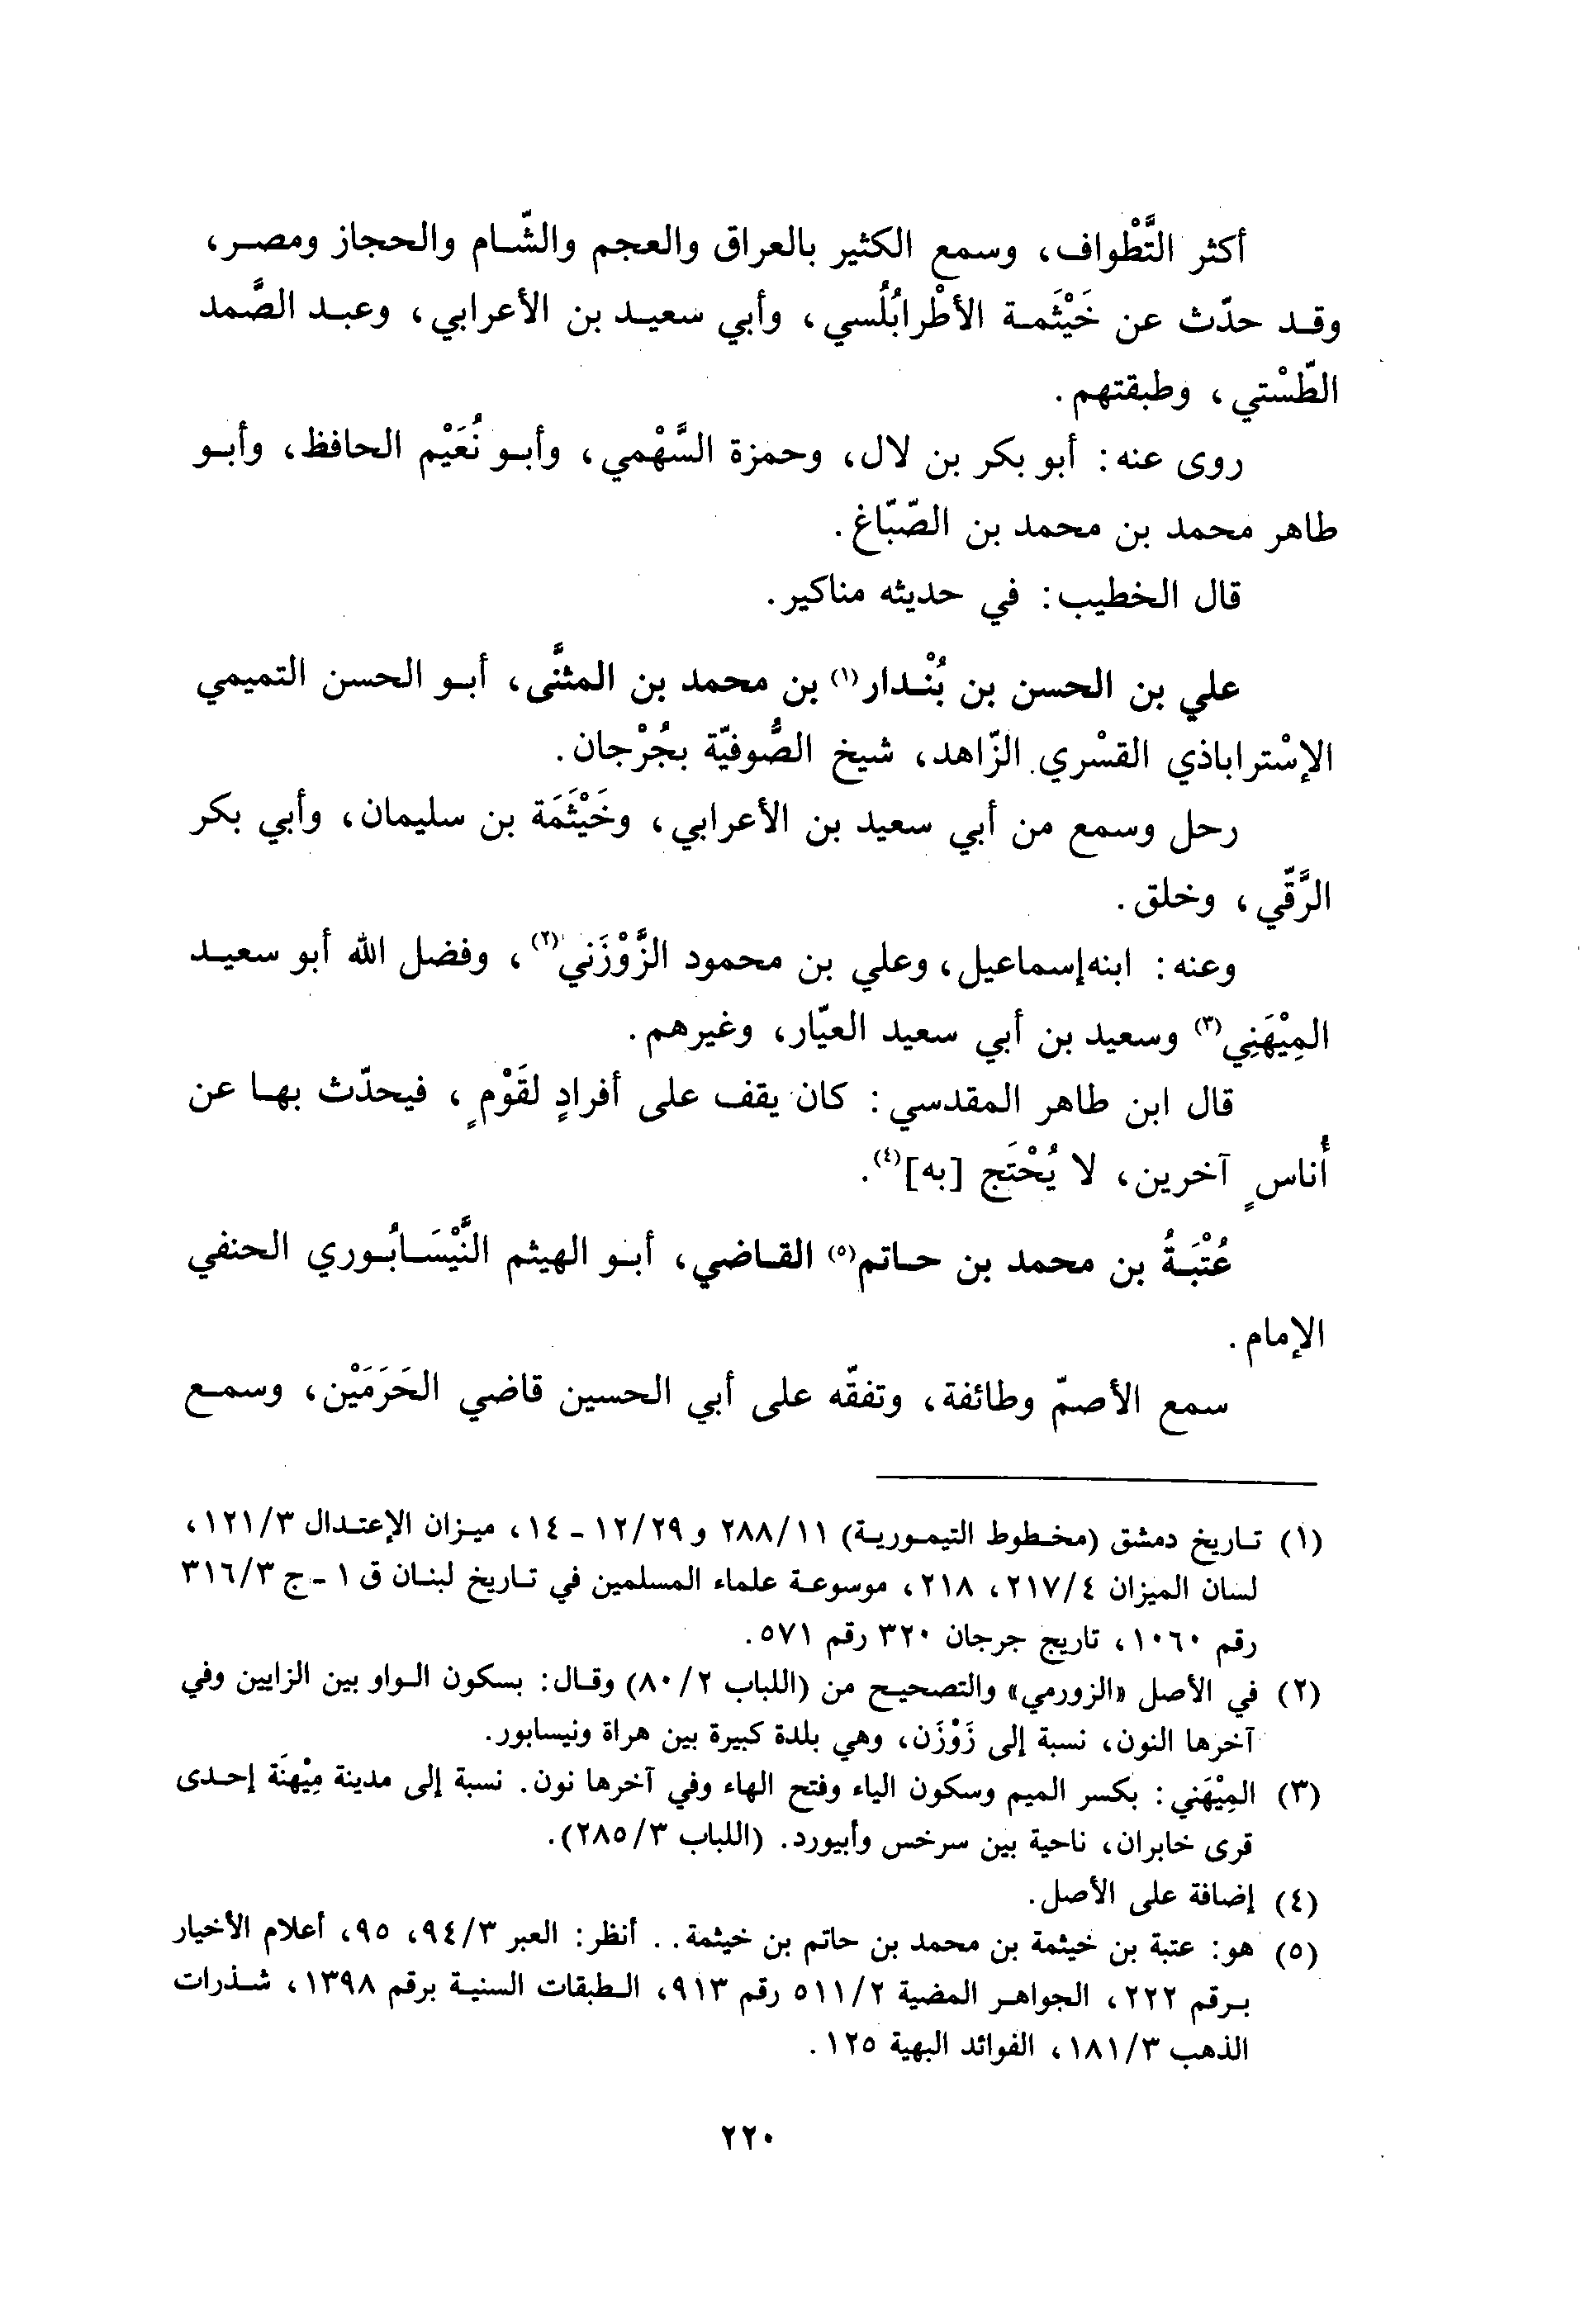 أكثر التَّطْواف، وسمع الكثير بالعراق والعجم والشّام والحجاز ومصر،
وقد حدّث عن خَيْثَمة الأطْرابُلُسي، وأبي سعيد بن الأعرابي، وعبد الصَّمد
الطّسْتي، وطبقتهم.
روى عنه: أبو بكر بن لال، وحمزة السَّهْمي، وأبو نُعَيْم الحافظ، وأبو
طاهر محمد بن محمد بن الصّبّاغ.
قال الخطيب: في حديثه مناكير.
علي بن الحسن بن بُنْدار(١) بن محمد بن المثنَّى، أبو الحسن التميمي
الإسْتراباذي القسْري الزّاهد، شيخ الصُّوفيّة بجُرْجان.
رحل وسمع من أبي سعيد بن الأعرابي، وخَيْثَمَة بن سليمان، وأبي بكر
الرَّقّي، وخلق.
وعنه: ابنه إسماعيل، وعلي بن محمود الزَّوْزَني(٢)، وفضل الله أبو سعيد
المِيْهَنِي(٣) وسعيد بن أبي سعيد العيّار، وغيرهم.
قال ابن طاهر المقدسي: كان يقف على أفرادٍ لقَوْمٍ، فيحدّث بها عن
أُناسٍ آخرين، لا يُحْتَج [به](٤).
عُتْبَةُ بن محمد بن حاتم(٥) القاضي، أبو الهيثم النَّيْسَابُوري الحنفي
الإمام.
سمع الأصمّ وطائفة، وتفقّه على أبي الحسين قاضي الحَرَمَيْن، وسمع
(١) تاريخ دمشق (مخطوط التيمورية) ٢٨٨/١١ و ١٢/٢٩ - ١٤، ميزان الإعتدال ١٢١/٣،
لسان الميزان ٢١٧/٤، ٢١٨، موسوعة علماء المسلمين في تاريخ لبنان ق ١ - ج ٣١٦/٣
رقم ١٠٦٠، تاريج جرجان ٣٢٠ رقم ٥٧١.
(٢) في الأصل «الزورمي» والتصحيح من (اللباب ٨٠/٢) وقال: بسكون الواو بين الزايين وفي
آخرها النون، نسبة إلى زَوْزَن، وهي بلدة كبيرة بين هراة ونيسابور.
(٣) المِيْهَني: بكسر الميم وسكون الياء وفتح الهاء وفي آخرها نون. نسبة إلى مدينة مِيْهنَة إحدى
قرى خابران، ناحية بين سرخس وأبيورد. (اللباب ٢٨٥/٣).
(٤) إضافة على الأصل.
(٥) هو: عتبة بن خيثمة بن محمد بن حاتم بن خيثمة.. أنظر: العبر ٩٤/٣، ٩٥، أعلام الأخيار
برقم ٢٢٢، الجواهر المضية ٥١١/٢ رقم ٩١٣، الطبقات السنية برقم ١٣٩٨، شذرات
الذهب ١٨١/٣، الفوائد البهية ١٢٥.
٢٢٠